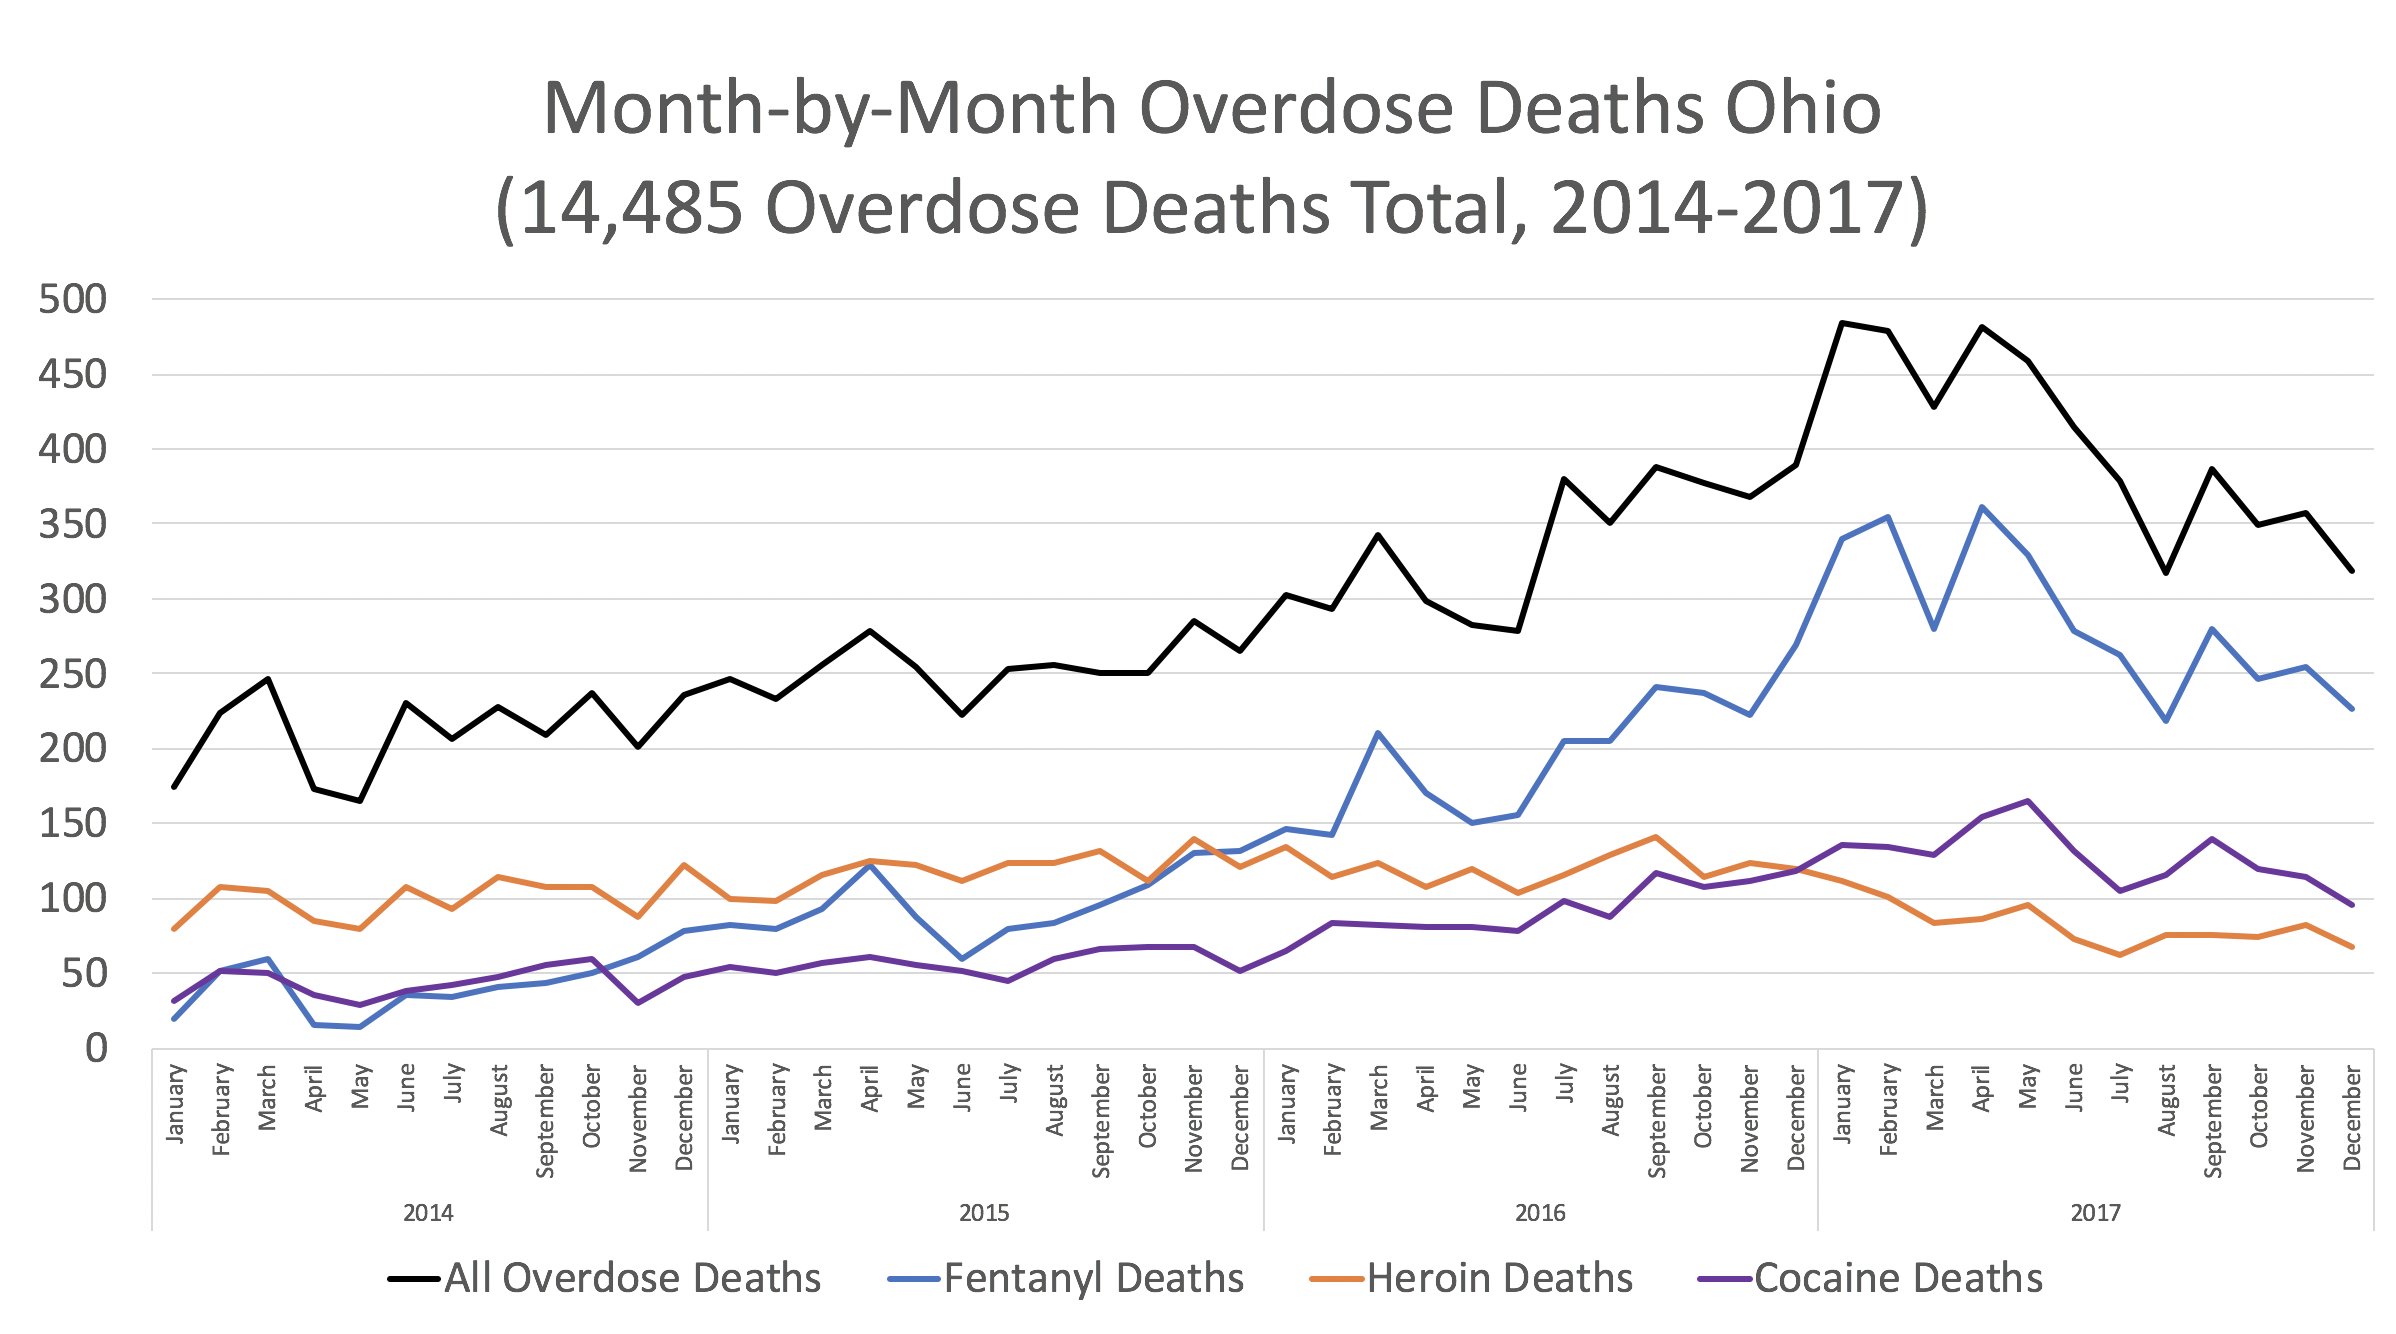 Month-by-Month Overdose Deaths Ohio
(14,485 Overdose Deaths Total, 2014-2017)
500
450
400
350
300
250
200
150
100
50
0
January
February
March
April
May
June
July
August
September
October
November
December
January
February
March
April
May
June
July
August
September
October
November
December
January
February
March
April
May
June
July
August
September
October
November
December
January
February
March
April
May
June
July
August
September
October
November
December
2014
2015
2016
2017
All Overdose Deaths
Fentanyl Deaths
Heroin Deaths
Cocaine Deaths